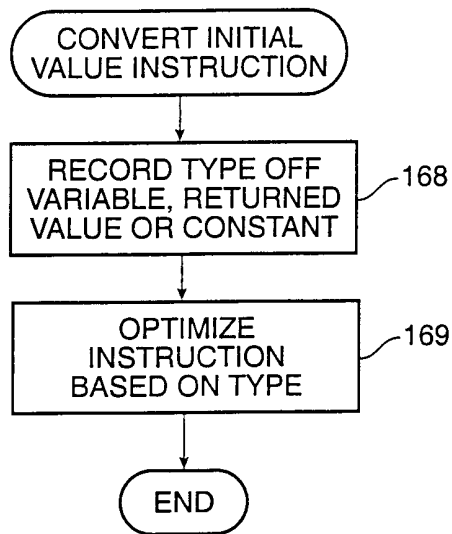 CONVERT INITIAL
VALUE INSTRUCTION
RECORD TYPE OFF
VARIABLE, RETURNED
VALUE OR CONSTANT
168
OPTIMIZE
INSTRUCTION
BASED ON TYPE
169
END